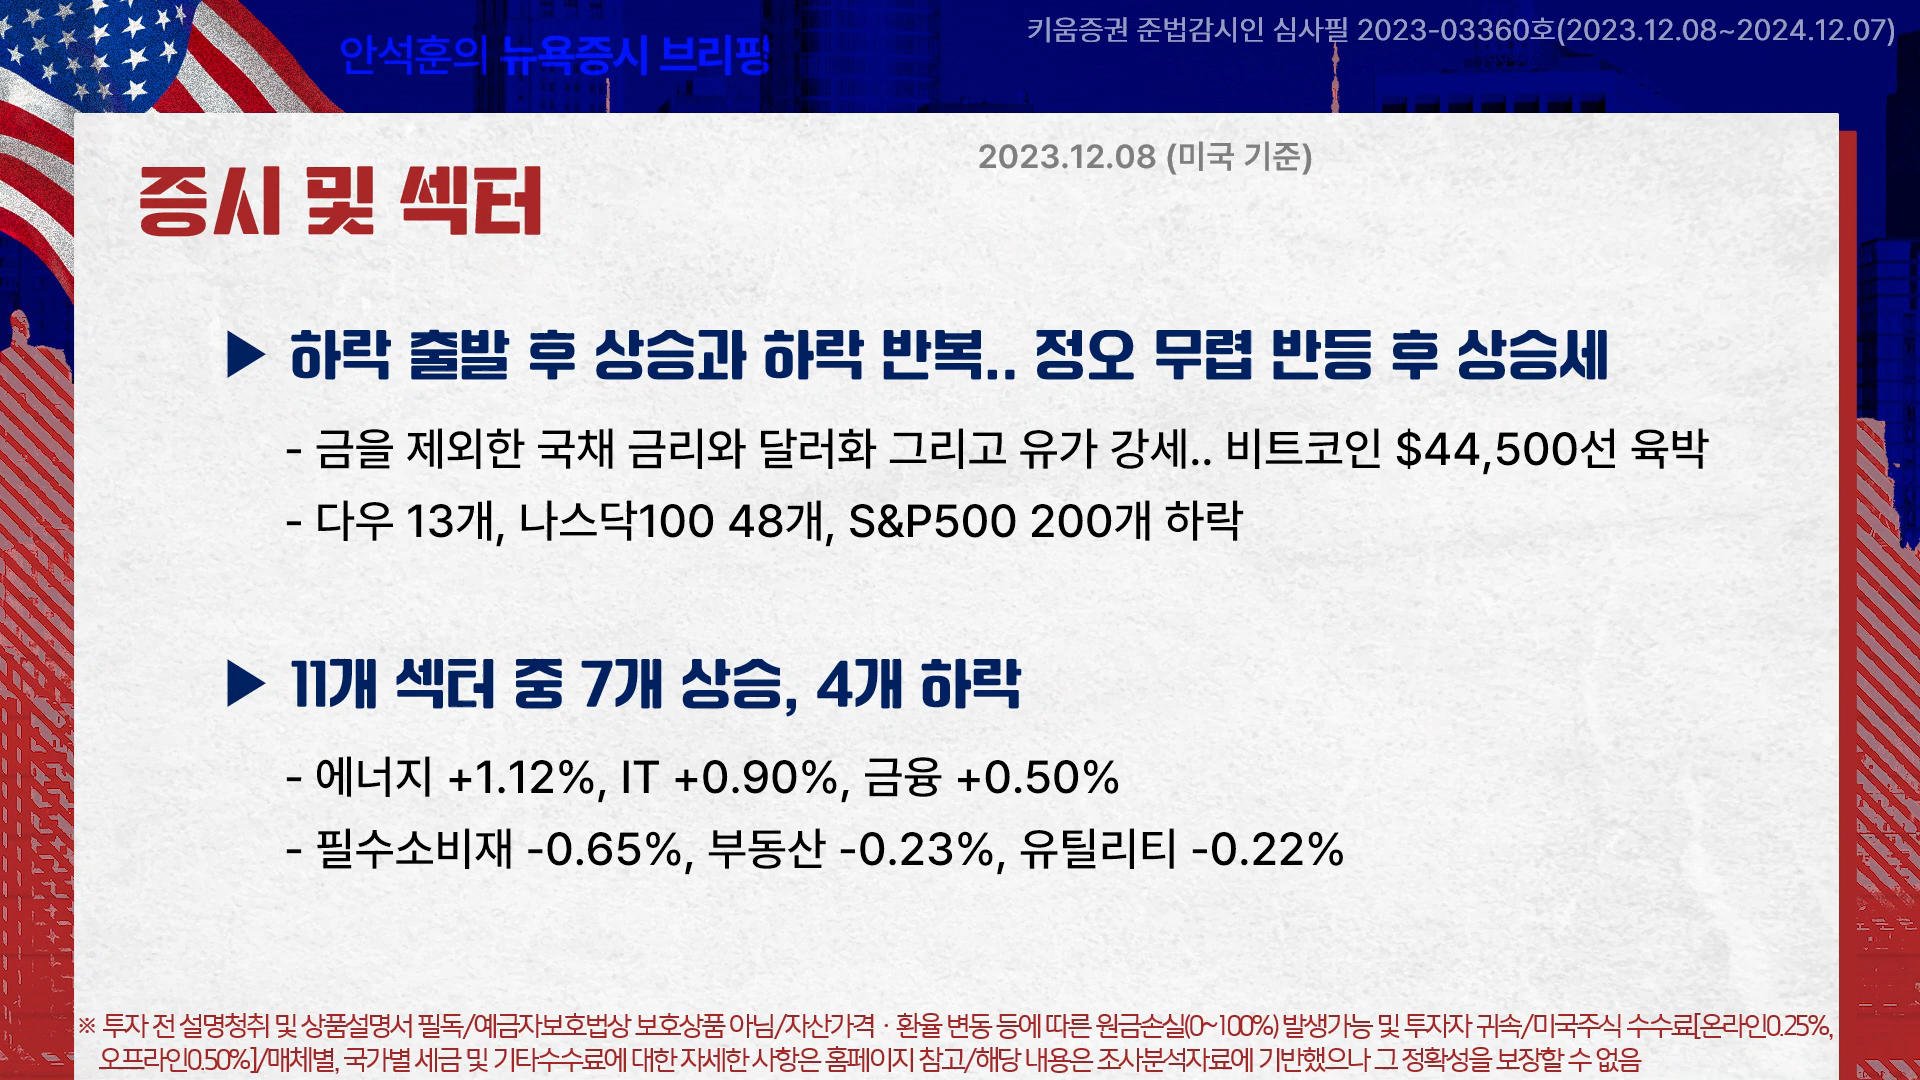 안석훈의 뉴욕증시 브리핑
키움증권 준법감시인 심사필 2023-03360호(2023.12.08~2024.12.07)
2023.12.08 (미국 기준)
증시 및 섹터
▶ 하락 출발 후 상승과 하락 반복.. 정오 무렵 반등 후 상승세
- 금을 제외한 국채 금리와 달러화 그리고 유가 강세.. 비트코인 $44,500선 육박
- 다우 13개, 나스닥100 48개, S&P500 200개 하락
▶ 11개 섹터 중 7개 상승, 4개 하락
- 에너지 +1.12%, IT +0.90%, 금융 +0.50%
- 필수소비재 -0.65%, 부동산 -0.23%, 유틸리티 -0.22%
※ 투자 전 설명청취 및 상품설명서 필독/예금자보호법상 보호상품 아님/자산가격 · 환율 변동 등에 따른 원금손실(0~100%) 발생가능 및 투자자 귀속/미국주식 수수료[온라인0.25%,
오프라인0.50%]/매체별, 국가별 세금 및 기타수수료에 대한 자세한 사항은 홈페이지 참고/해당 내용은 조사분석자료에 기반했으나 그 정확성을 보장할 수 없음